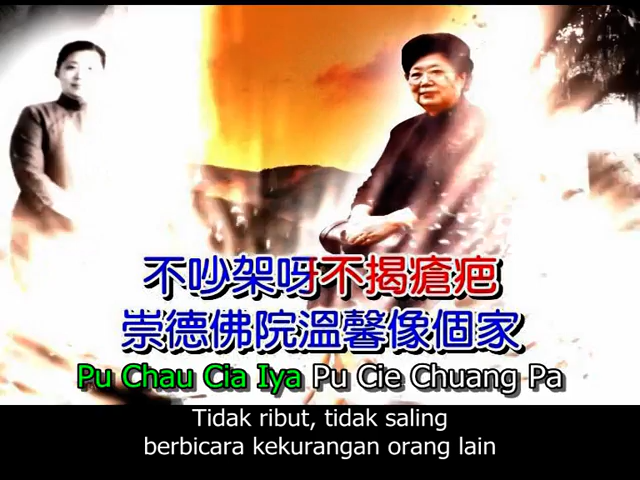 不吵架呀不揭瘡疤
崇德佛院溫馨像個家
Pu Chau Cia Iya Pu Cie Chuang Pa
Tidak ribut, tidak saling
berbicara kekurangan orang lain